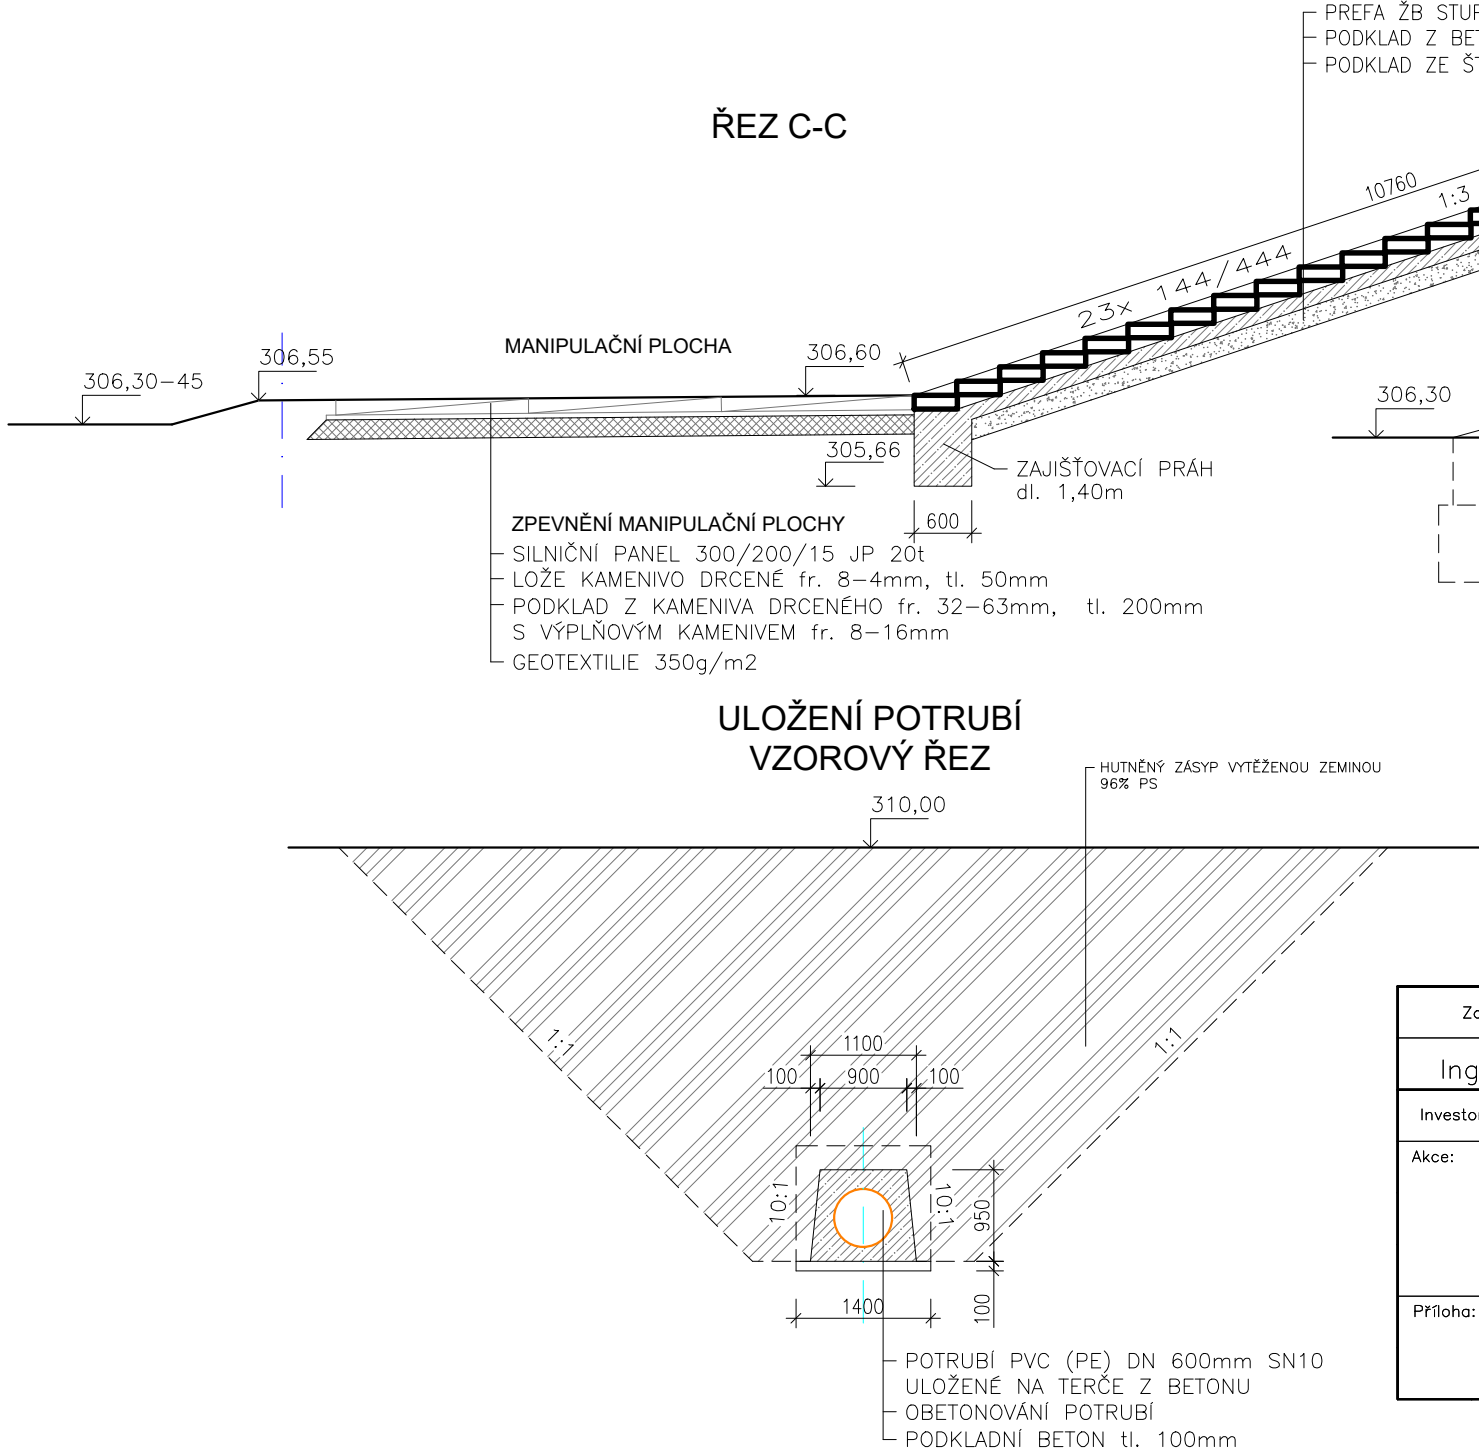 PREFA ŽB
PODKLAD Z
PODKLAD ZE
ŘEZ C-C
10760
1:3
23x 144/444
MANIPULAČNÍ PLOCHA
306,55
306,60
306,30-45
306,30
305,66
ZAJIŠŤOVACÍ PRÁH
dl. 1,40m
600
ZPEVNĚNÍ MANIPULAČNÍ PLOCHY
SILNIČNÍ PANEL 300/200/15 JP 20t
LOŽE KAMENIVO DRCENÉ fr. 8-4mm, tl. 50mm
PODKLAD Z KAMENIVA DRCENÉHO fr. 32-63mm, tl. 200mm
S VÝPLŇOVÝM KAMENIVEM fr. 8-16mm
GEOTEXTILIE 350g/m2
ULOŽENÍ POTRUBÍ
VZOROVÝ ŘEZ
HUTNĚNÝ ZÁSYP VYTĚŽENOU ZEMINOU
96% PS
310,00
1:1
1:1
1100
100 900 100
10:1
10:1
950
100
1400
POTRUBÍ PVC (PE) DN 600mm SN10
ULOŽENÉ NA TERČE Z BETONU
OBETONOVÁNÍ POTRUBÍ
PODKLADNÍ BETON tl. 100mm
Ing
Akce:
Příloha: